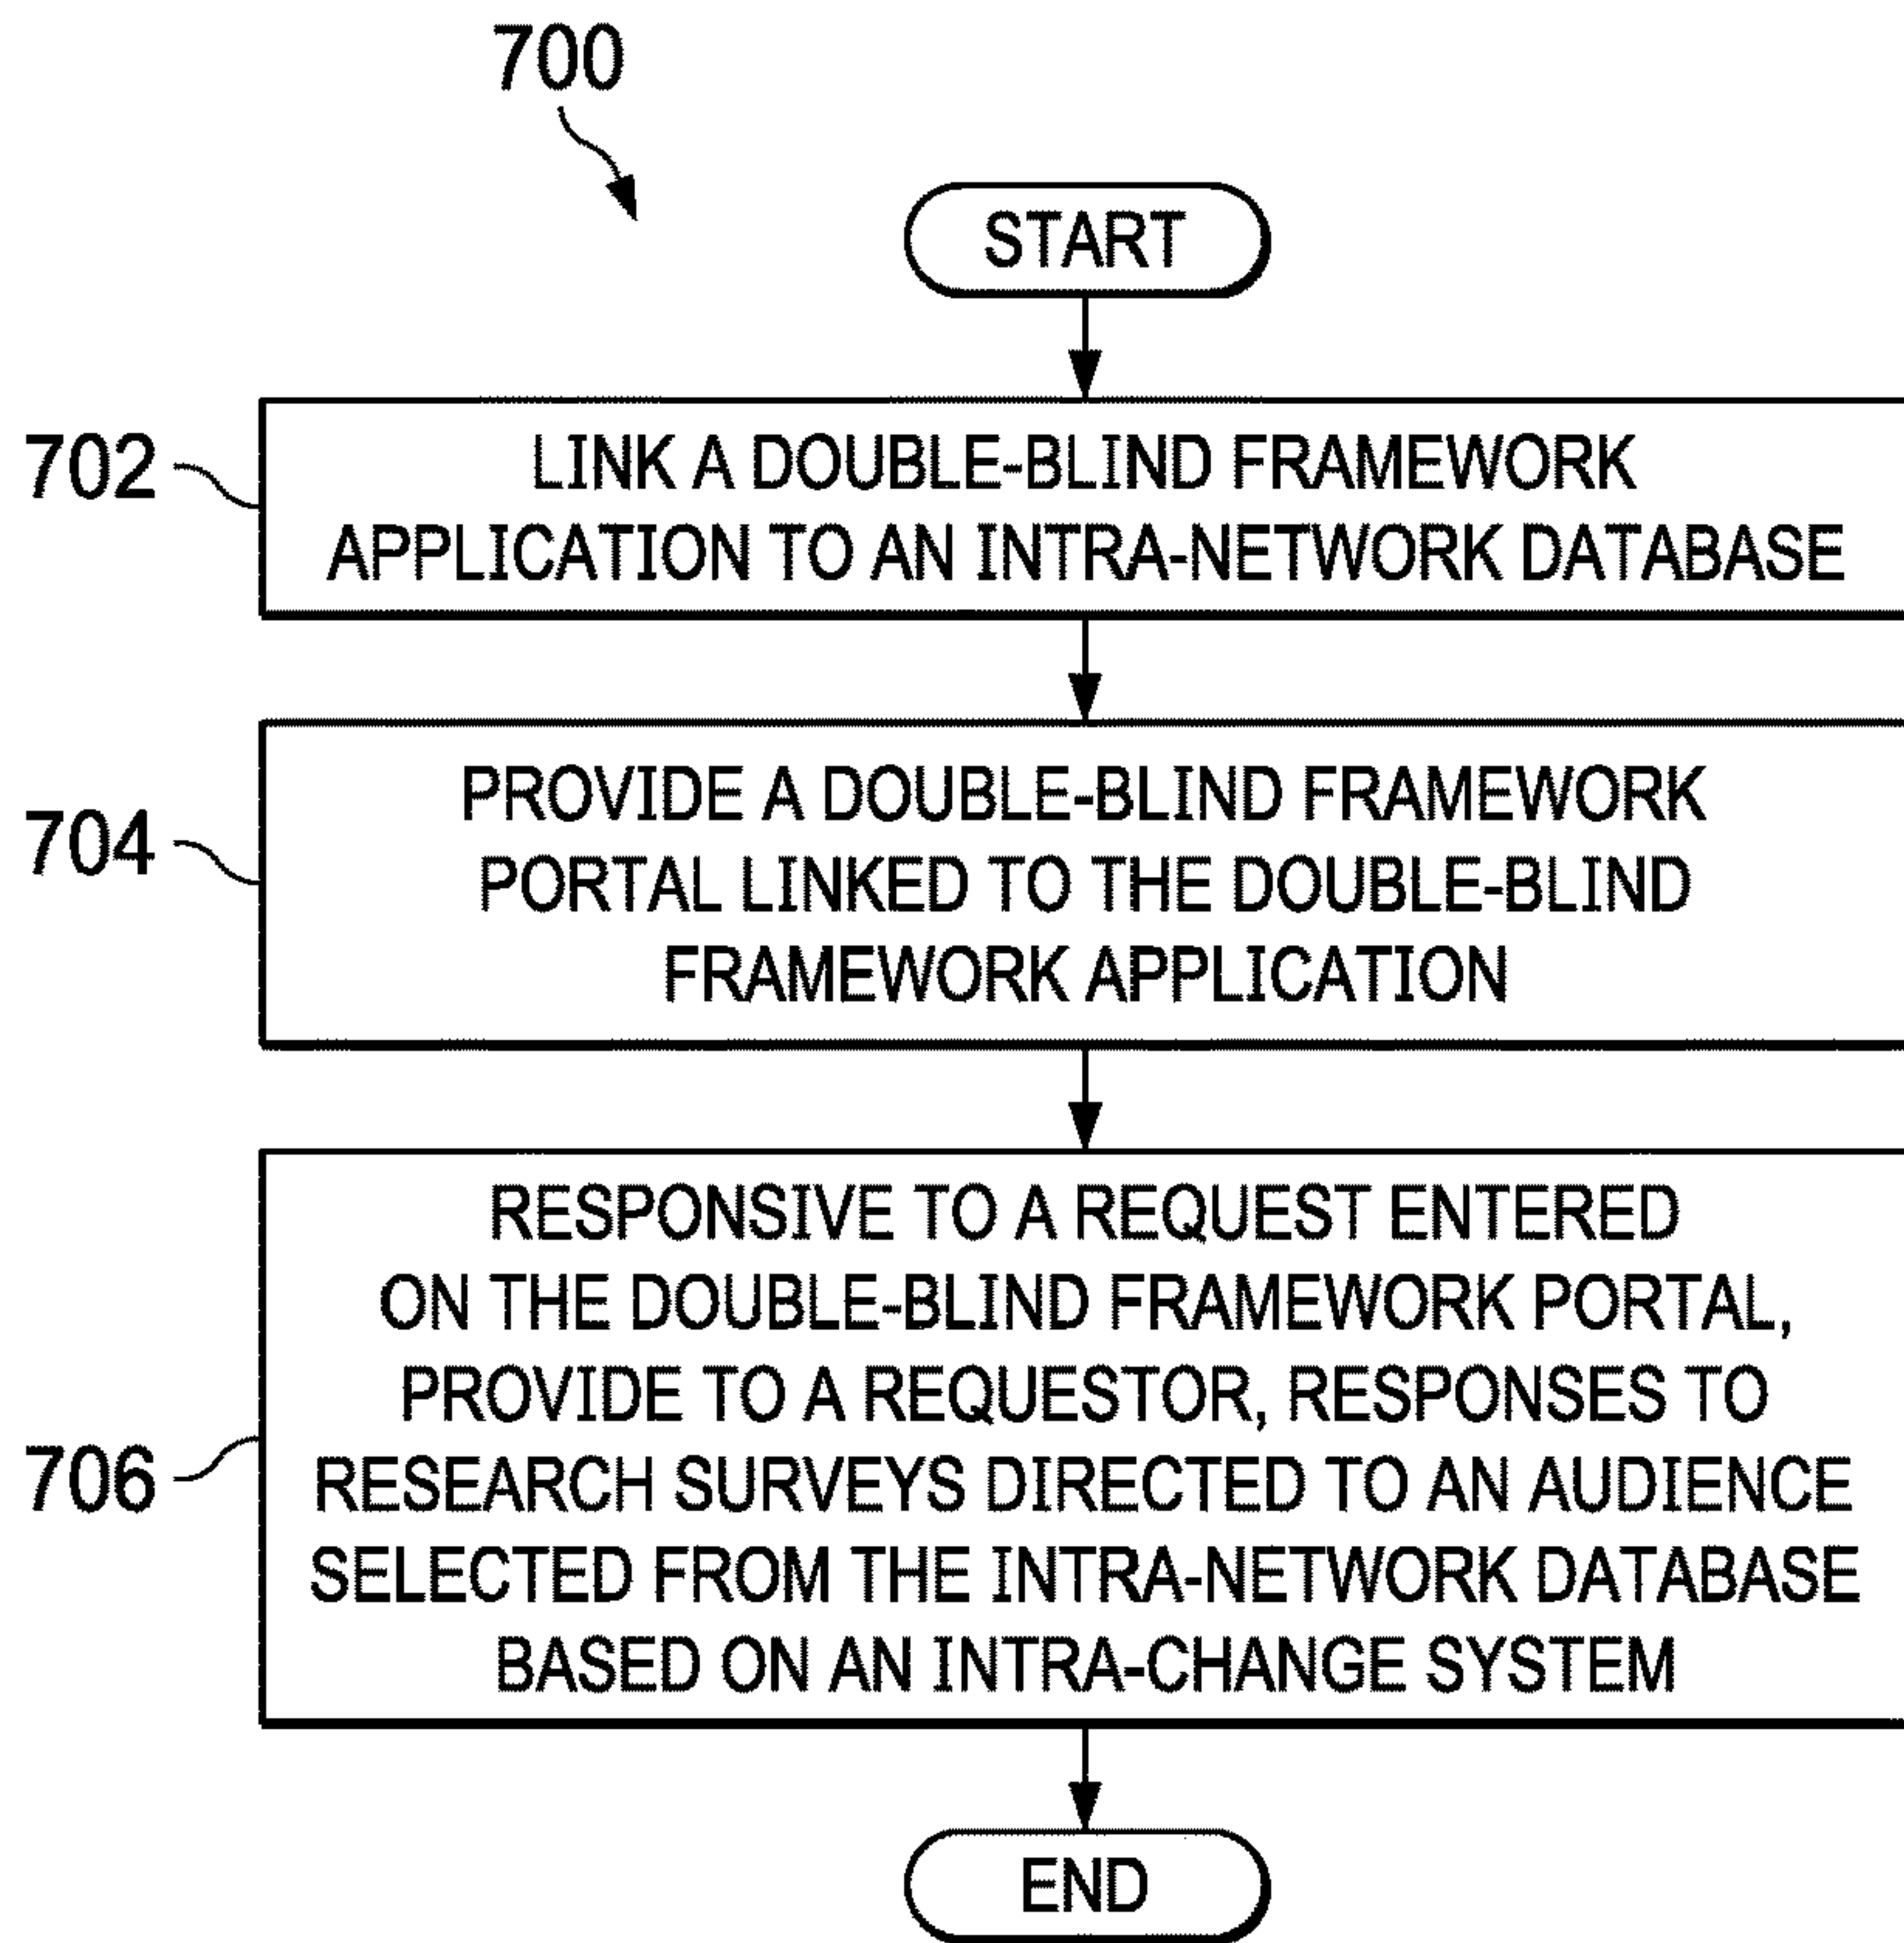 700
START
702
LINK A DOUBLE-BLIND FRAMEWORK
APPLICATION TO AN INTRA-NETWORK DATABASE
704
PROVIDE A DOUBLE-BLIND FRAMEWORK
PORTAL LINKED TO THE DOUBLE-BLIND
FRAMEWORK APPLICATION
706
RESPONSIVE TO A REQUEST ENTERED
ON THE DOUBLE-BLIND FRAMEWORK PORTAL,
PROVIDE TO A REQUESTOR, RESPONSES TO
RESEARCH SURVEYS DIRECTED TO AN AUDIENCE
SELECTED FROM THE INTRA-NETWORK DATABASE
BASED ON AN INTRA-CHANGE SYSTEM
END